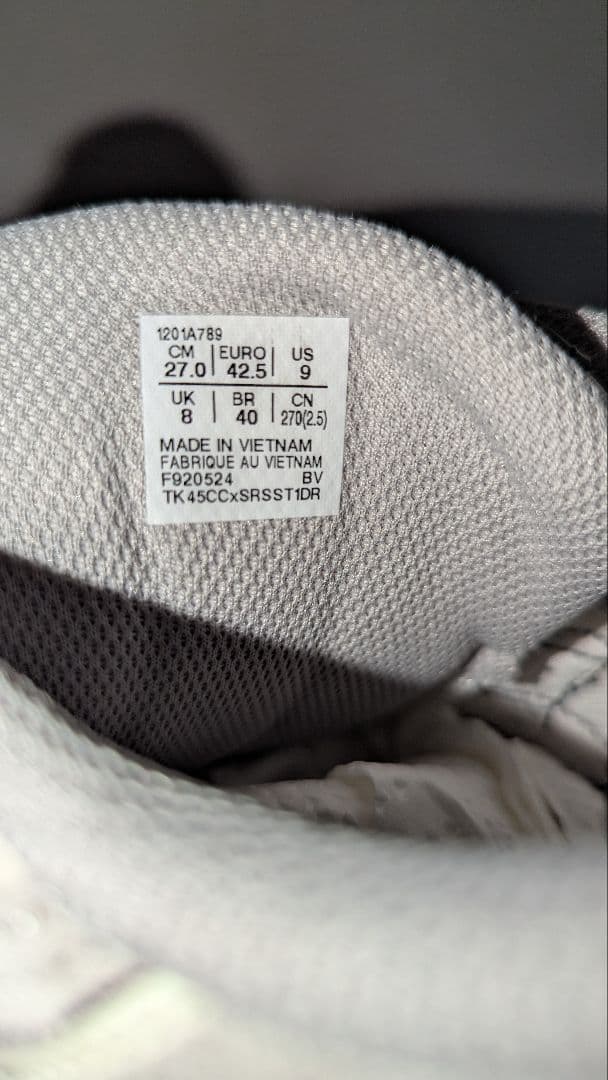 1201A789
CM | EURO | US
27.0 | 42.5 | 9
UK | BR | CN
8 | 40 | 270(2.5)
MADE IN VIETNAM
FABRIQUE AU VIETNAM
F920524 BV
TK45CCxSRSST1DR